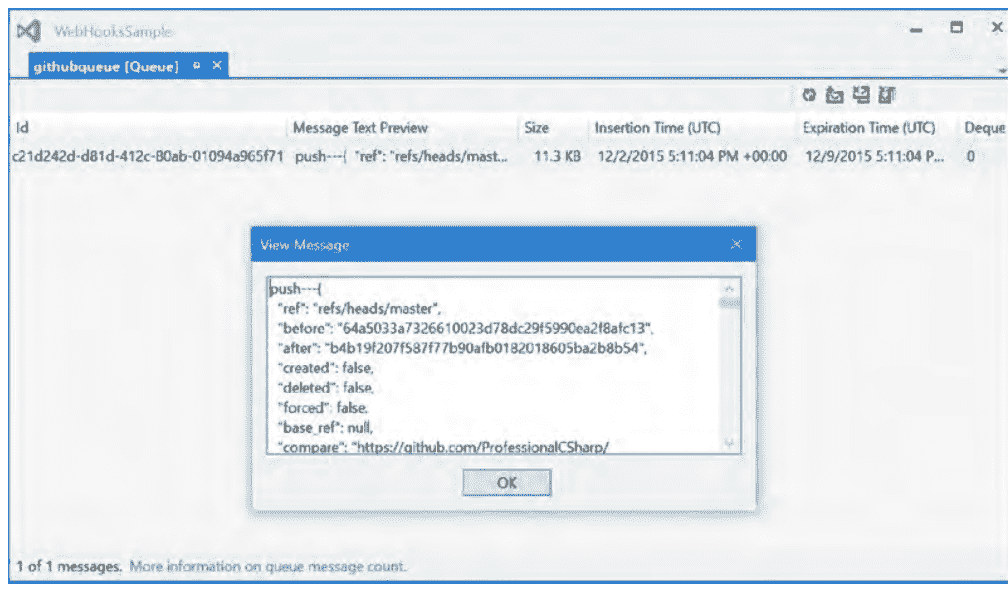 WebHooksSample
githubqueue [Queue]
Id Message Text Preview Size Insertion Time (UTC) Expiration Time (UTC) Deque
c21d242d-d81d-412c-80ab-01094a965f71 push---{ "ref": "refs/heads/mast... 11.3 KB 12/2/2015 5:11:04 PM +00:00 12/9/2015 5:11:04 P... 0
View Message
push---{
"ref": "refs/heads/master",
"before": "64a5033a7326610023d78dc29f5990ea2f8afc13",
"after": "b4b19f207f587f77b90afb0182018605ba2b8b54",
"created": false,
"deleted": false,
"forced": false,
"base_ref": null,
"compare": "https://github.com/ProfessionalCSharp/
OK
1 of 1 messages. More information on queue message count.